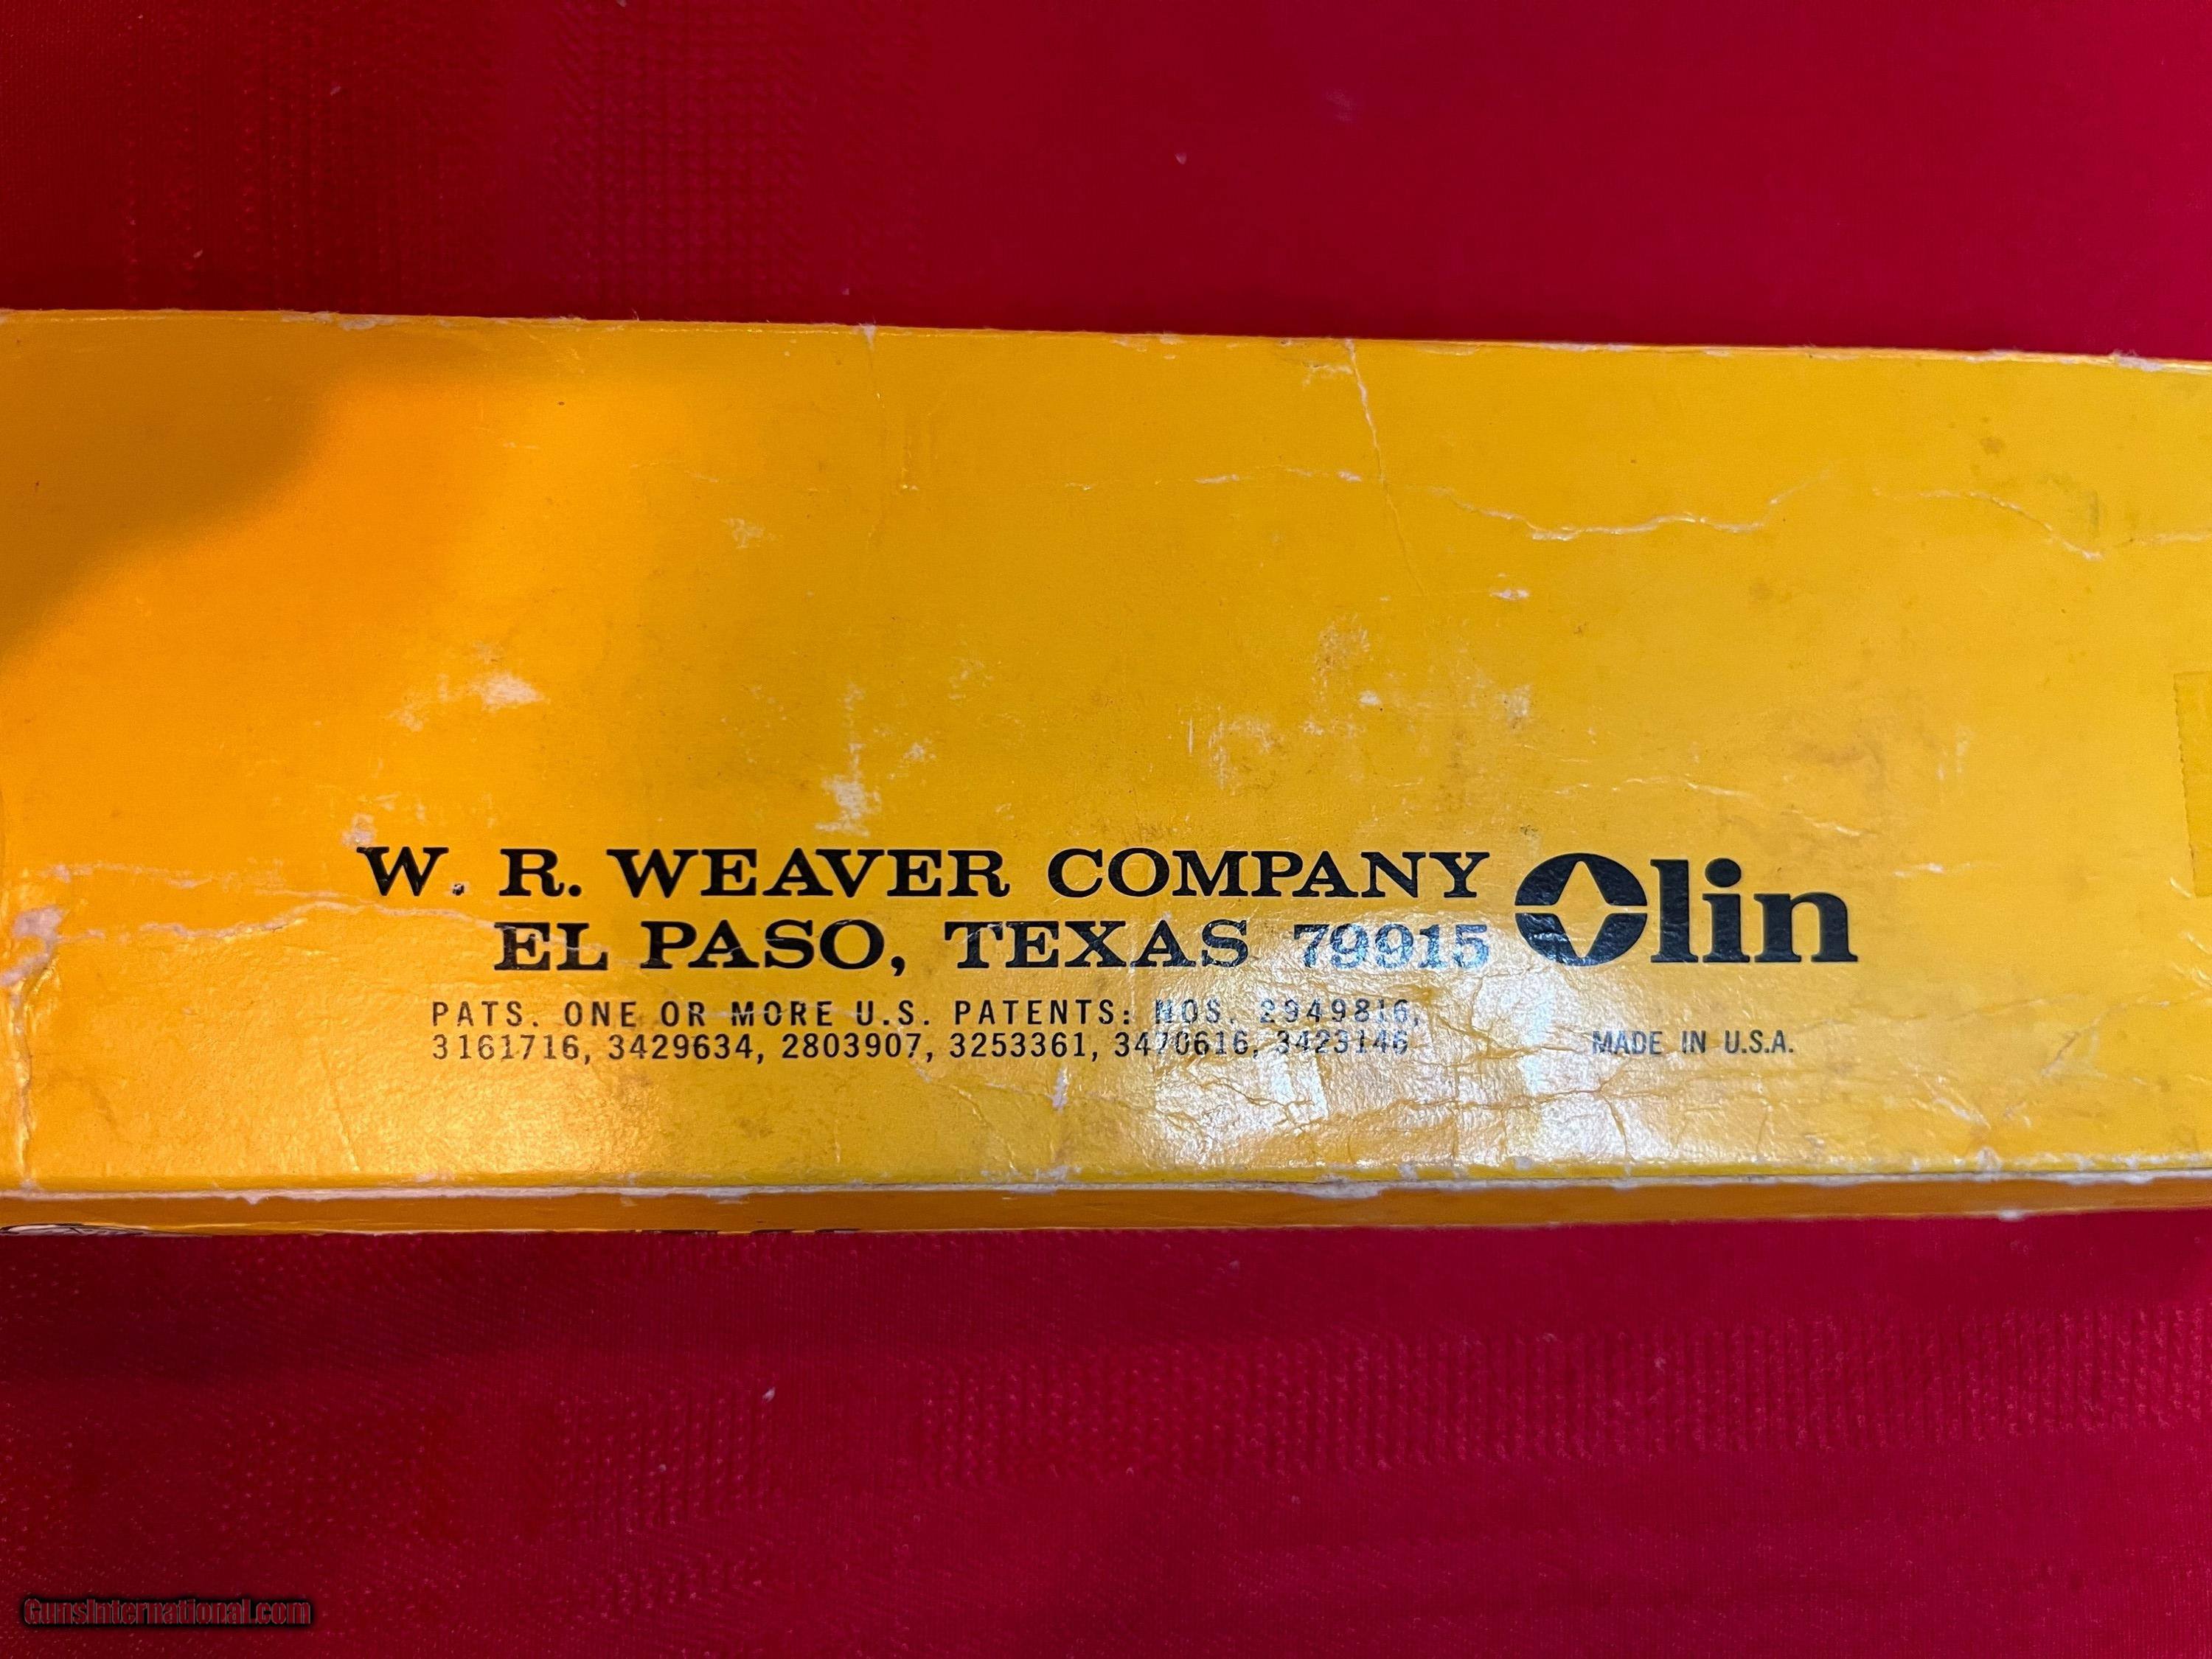 W. R. WEAVER COMPANY Olin
EL PASO, TEXAS 79915
PATS. ONE OR MORE U.S. PATENTS: NOS. 2949816,
3161716, 3429634, 2803907, 3253361, 3470616, 3423146
MADE IN U.S.A.
GunsInternational.com